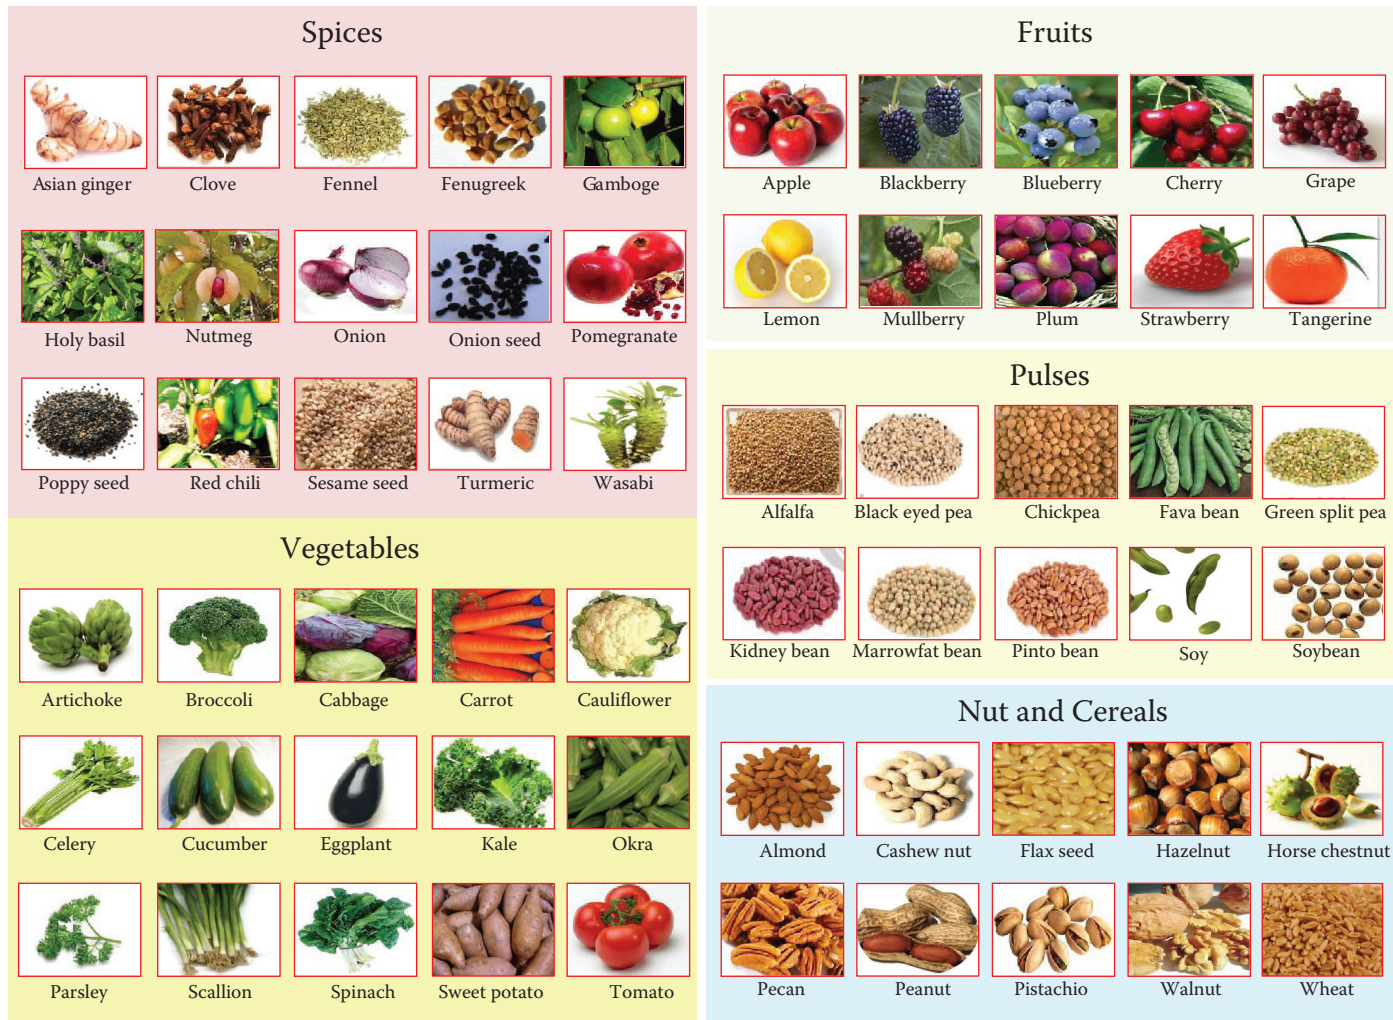 Spices
Asian ginger
Clove
Fennel
Fenugreek
Gamboge
Holy basil
Nutmeg
Onion
Onion seed
Pomegranate
Poppy seed
Red chili
Sesame seed
Turmeric
Wasabi
Vegetables
Artichoke
Broccoli
Cabbage
Carrot
Cauliflower
Celery
Cucumber
Eggplant
Kale
Okra
Parsley
Scallion
Spinach
Sweet potato
Tomato
Fruits
Apple
Blackberry
Blueberry
Cherry
Grape
Lemon
Mullberry
Plum
Strawberry
Tangerine
Pulses
Alfalfa
Black eyed pea
Chickpea
Fava bean
Green split pea
Kidney bean
Marrowfat bean
Pinto bean
Soy
Soybean
Nut and Cereals
Almond
Cashew nut
Flax seed
Hazelnut
Horse chestnut
Pecan
Peanut
Pistachio
Walnut
Wheat